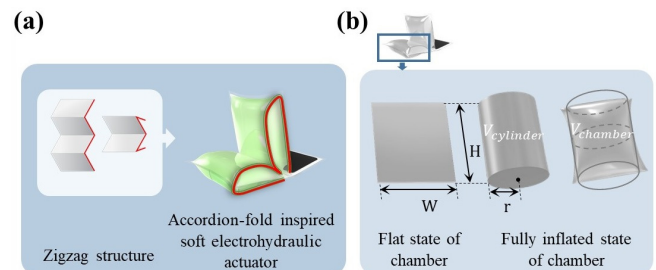 (a)
Zigzag structure
Accordion-fold inspired
soft electrohydraulic
actuator
(b)
V_cylinder
V_chamber
H
W
r
Flat state of
chamber
Fully inflated state
of chamber